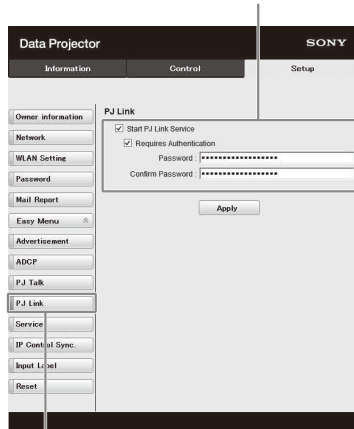 Data Projector
SONY
Information
Control
Setup
Owner information
Network
WLAN Setting
Password
Mail Report
Easy Menu
Advertisement
ADCP
PJ Talk
PJ Link
Service
IP Control Sync.
Input Label
Reset
PJ Link
Start PJ Link Service
Requires Authentication
Password :
Confirm Password :
Apply